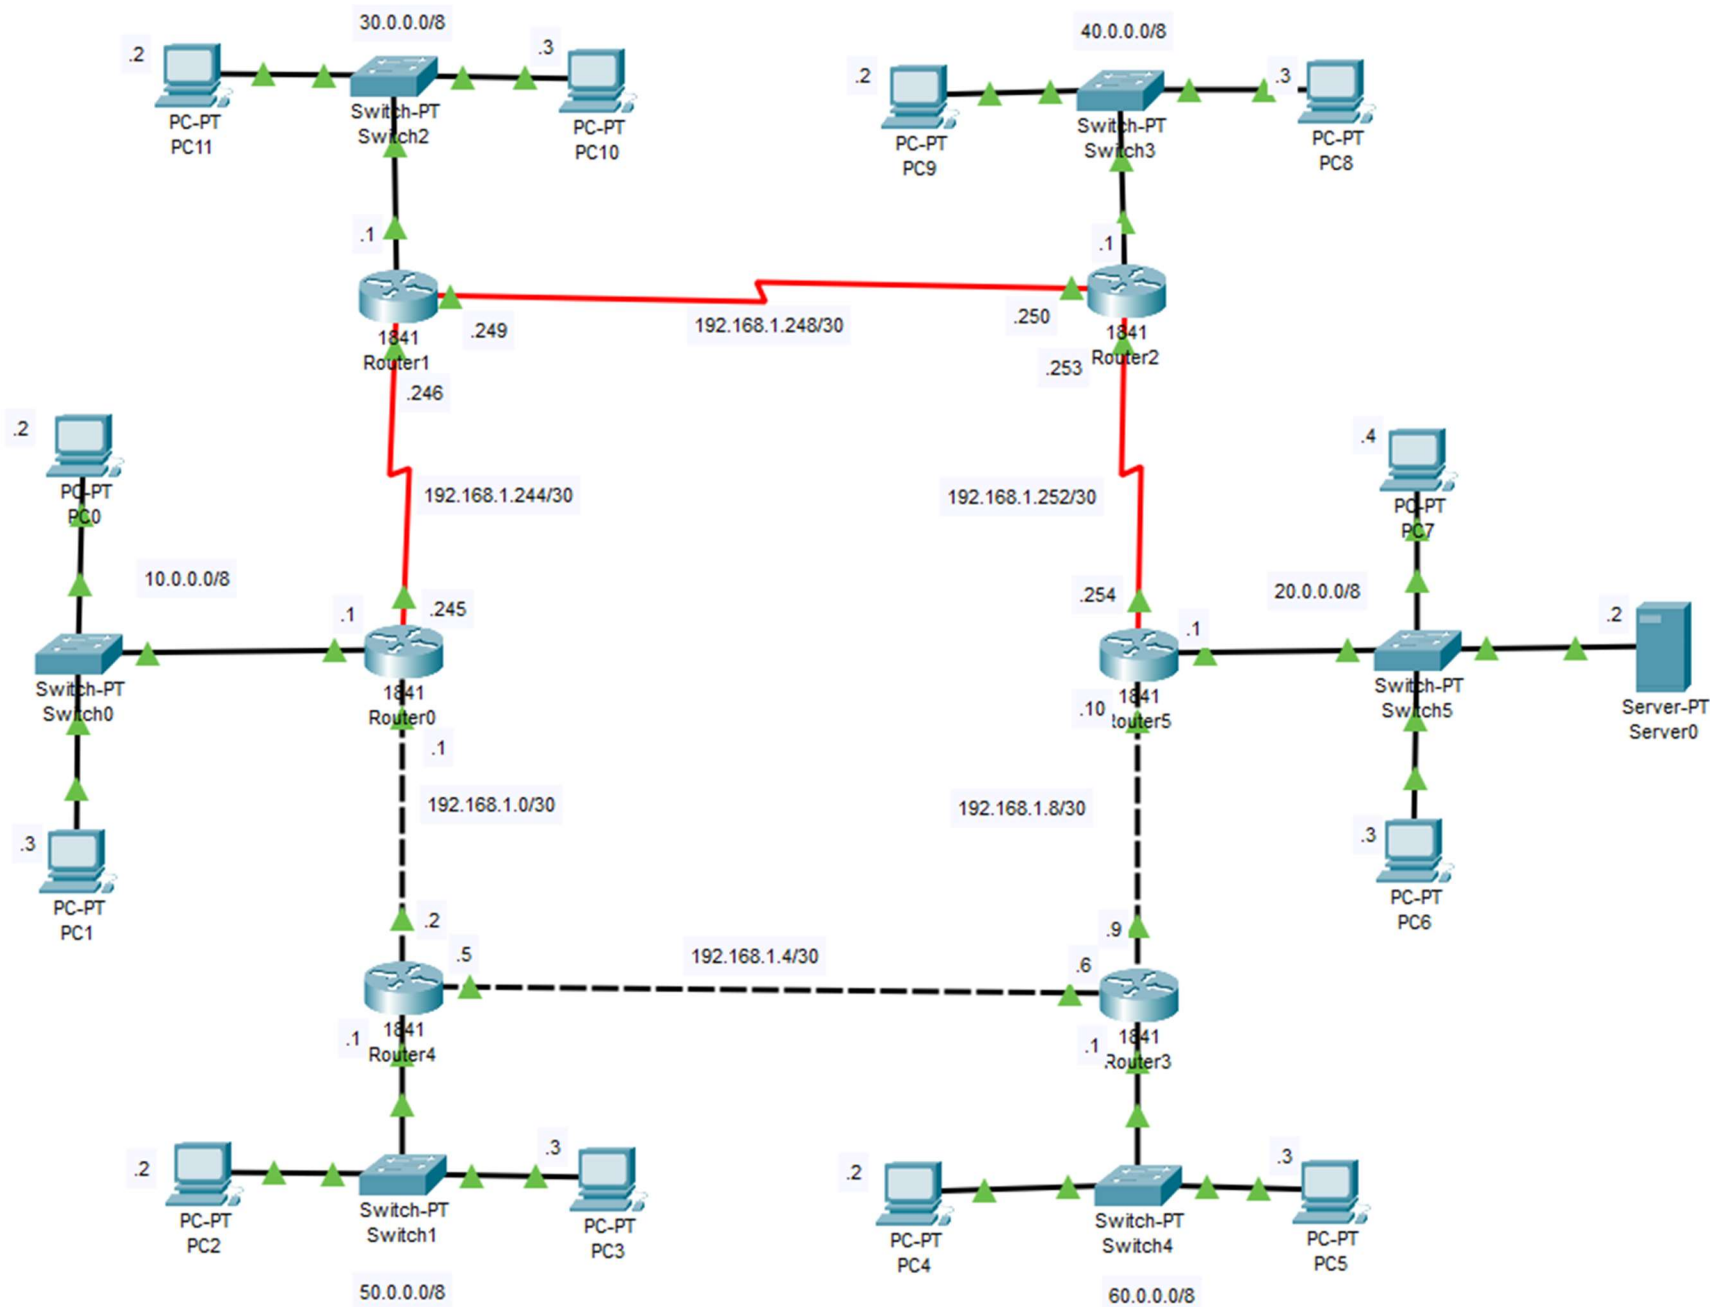 30.0.0.0/8
40.0.0.0/8
.2
.3
.2
.3
Switch-PT
Switch2
PC-PT
PC11
PC-PT
PC10
Switch-PT
Switch3
PC-PT
PC9
PC-PT
PC8
.1
.1
1841
Router1
.249
192.168.1.248/30
.250
1841
Router2
.246
.253
.2
PC-PT
PC0
.4
PC-PT
PC7
192.168.1.244/30
192.168.1.252/30
10.0.0.0/8
20.0.0.0/8
.1
.245
.254
.1
.2
Switch-PT
Switch0
1841
Router0
1841
Router5
.10
Switch-PT
Switch5
Server-PT
Server0
.1
192.168.1.0/30
192.168.1.8/30
.3
PC-PT
PC1
.3
PC-PT
PC6
.2
.9
.5
192.168.1.4/30
.6
.1
1841
Router4
.1
1841
Router3
.2
.3
.2
.3
PC-PT
PC2
Switch-PT
Switch1
PC-PT
PC3
PC-PT
PC4
Switch-PT
Switch4
PC-PT
PC5
50.0.0.0/8
60.0.0.0/8